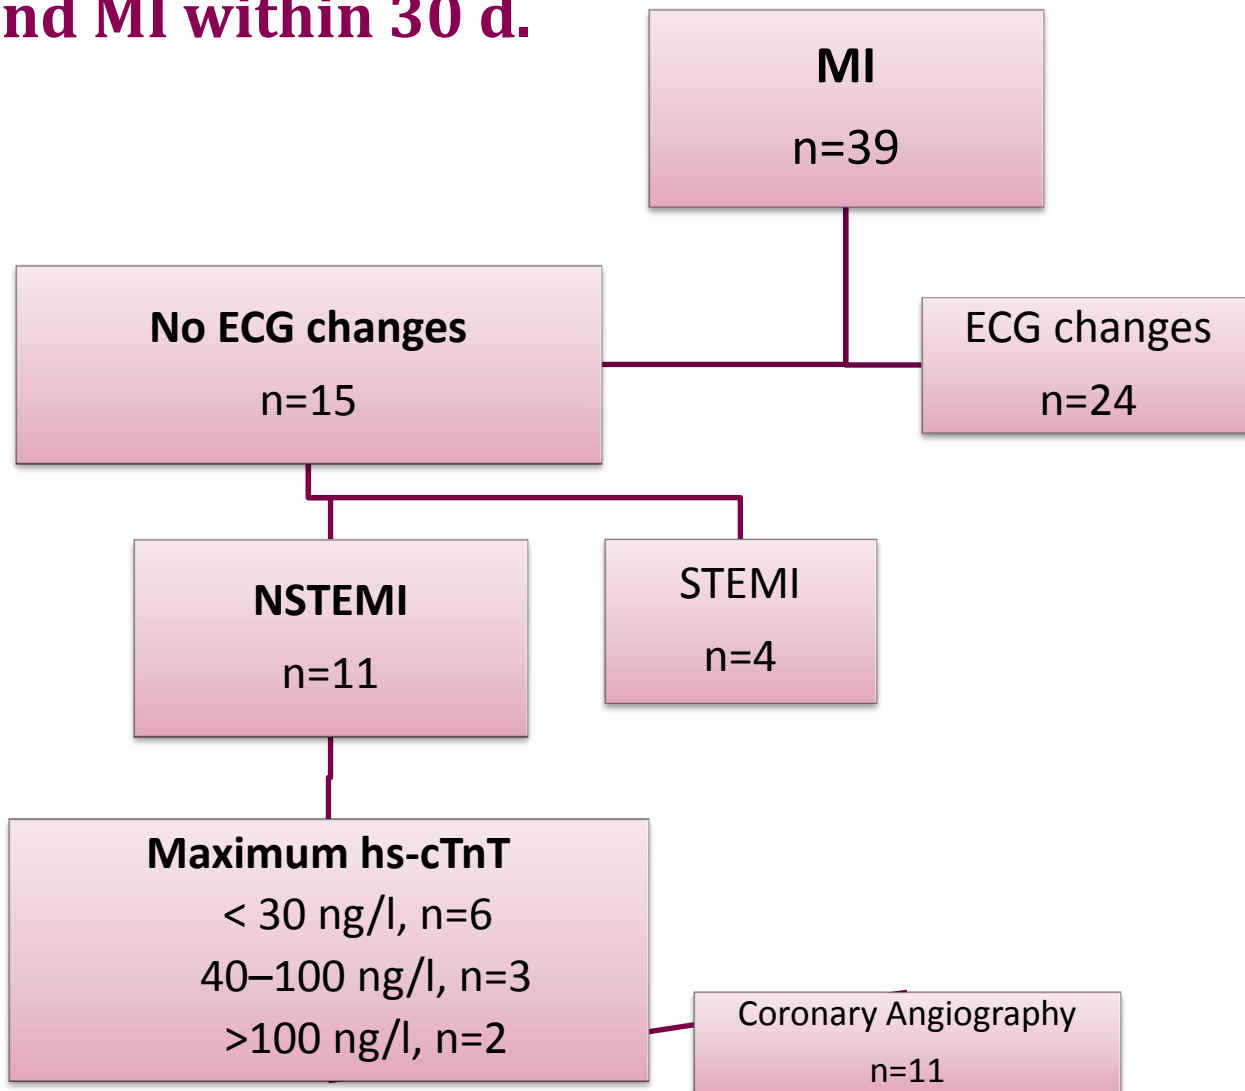 nd MI within 30 d.
MI
n=39
No ECG changes
n=15
ECG changes
n=24
NSTEMI
n=11
STEMI
n=4
Maximum hs-cTnT
< 30 ng/l, n=6
40–100 ng/l, n=3
>100 ng/l, n=2
Coronary Angiography
n=11